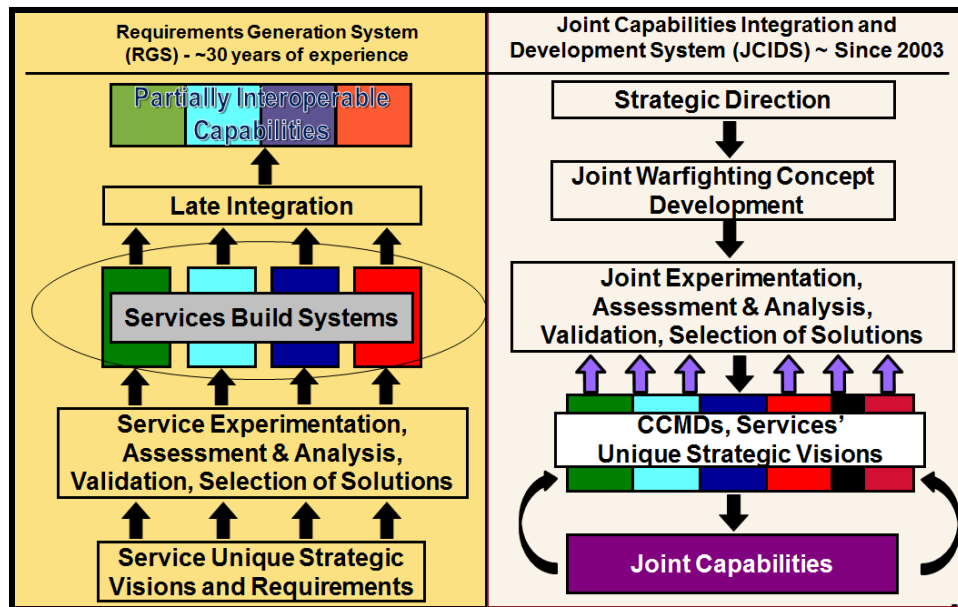 Requirements Generation System
(RGS) - ~30 years of experience
Partially Interoperable
Capabilities
Late Integration
Services Build Systems
Service Experimentation,
Assessment & Analysis,
Validation, Selection of Solutions
Service Unique Strategic
Visions and Requirements
Joint Capabilities Integration and
Development System (JCIDS) ~ Since 2003
Strategic Direction
Joint Warfighting Concept
Development
Joint Experimentation,
Assessment & Analysis,
Validation, Selection of Solutions
CCMDs, Services’
Unique Strategic Visions
Joint Capabilities